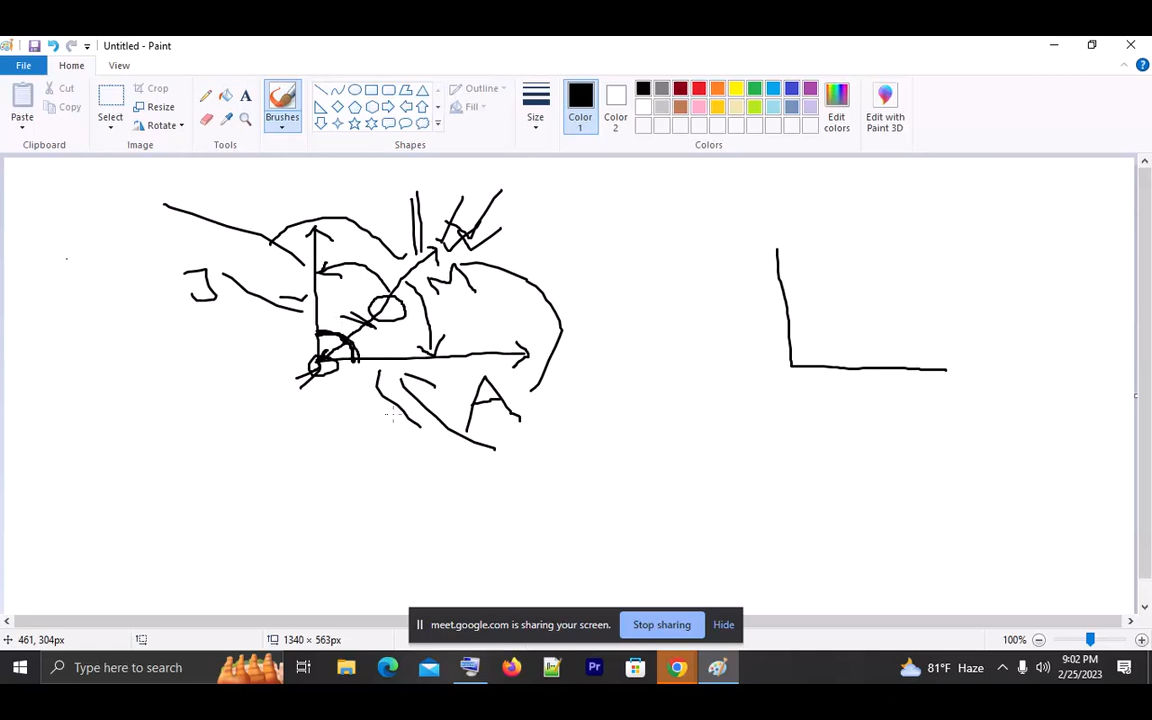 Untitled - Paint
File
Home
View
Paste
Cut
Copy
Clipboard
Select
Crop
Resize
Rotate
Image
A
Tools
Brushes
Outline
Fill
Shapes
Size
Color
1
Color
2
Colors
Edit
colors
Edit with
Paint 3D
J
A
meet.google.com is sharing your screen.
Stop sharing
Hide
461, 304px
1340 × 563px
100%
Type here to search
Pr
81°F Haze
9:02 PM
2/25/2023